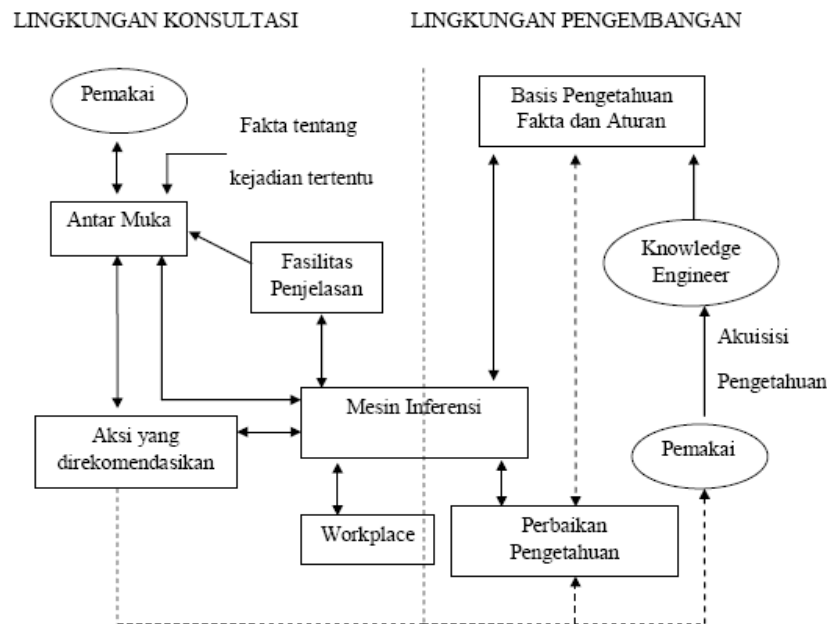 LINGKUNGAN KONSULTASI
LINGKUNGAN PENGEMBANGAN
Pemakai
Fakta tentang
kejadian tertentu
Antar Muka
Fasilitas
Penjelasan
Basis Pengetahuan
Fakta dan Aturan
Knowledge
Engineer
Akuisisi
Pengetahuan
Mesin Inferensi
Aksi yang
direkomendasikan
Pemakai
Workplace
Perbaikan
Pengetahuan